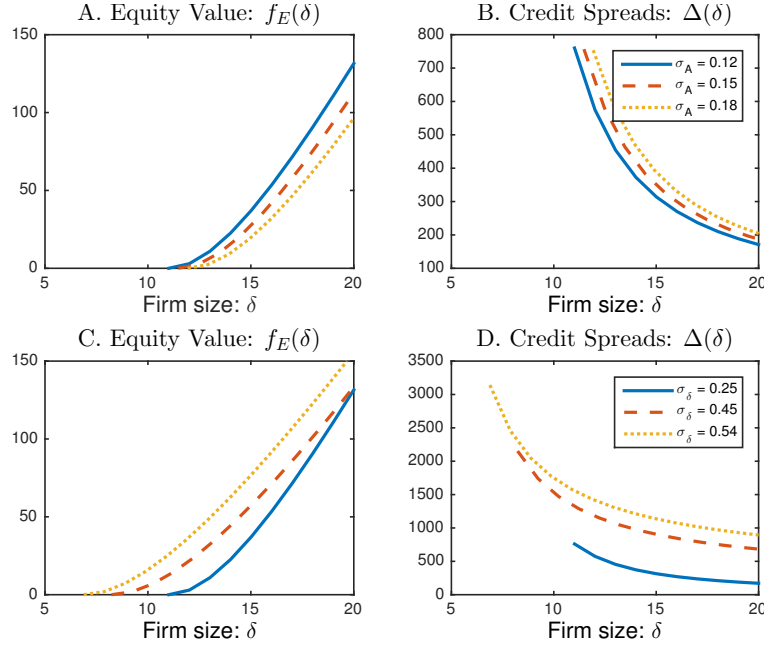 A. Equity Value: f_E(δ)
150
100
50
0
5
10
15
20
Firm size: δ
B. Credit Spreads: Δ(δ)
800
700
600
500
400
300
200
100
5
10
15
20
Firm size: δ
σ_A = 0.12
σ_A = 0.15
σ_A = 0.18
C. Equity Value: f_E(δ)
150
100
50
0
5
10
15
20
Firm size: δ
D. Credit Spreads: Δ(δ)
3500
3000
2500
2000
1500
1000
500
0
5
10
15
20
Firm size: δ
σ_δ = 0.25
σ_δ = 0.45
σ_δ = 0.54